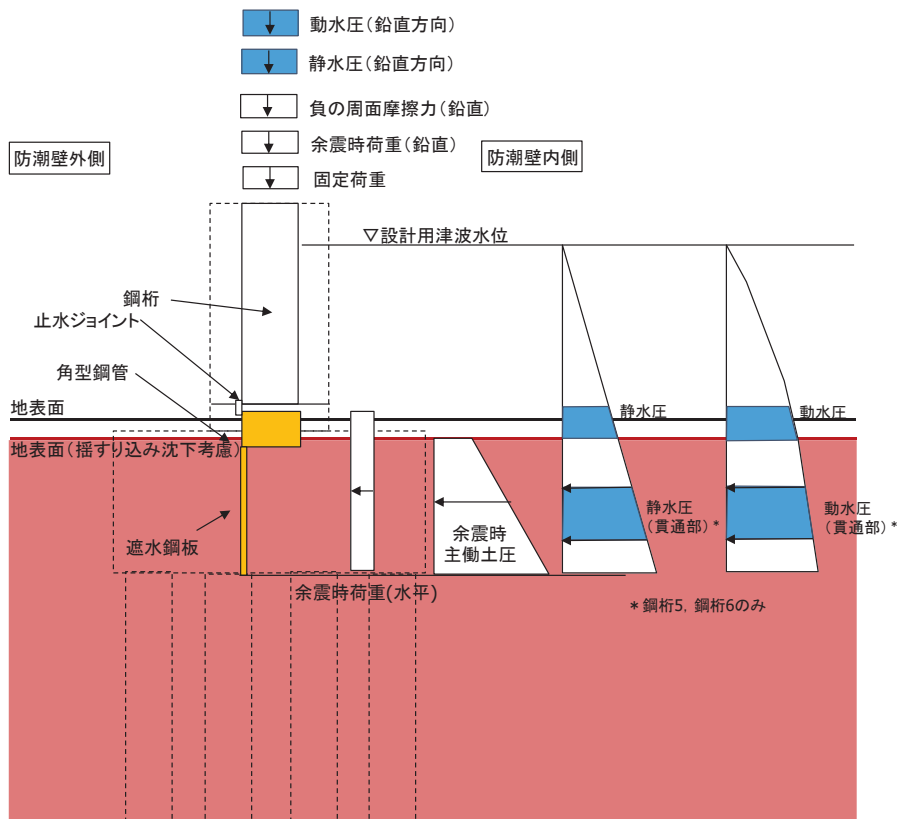 動水圧(鉛直方向)
静水圧(鉛直方向)
負の周面摩擦力(鉛直)
余震時荷重(鉛直)
固定荷重
防潮壁外側
防潮壁内側
▽設計用津波水位
鋼桁
止水ジョイント
角型鋼管
地表面
地表面(揺すり込み沈下考慮)
静水圧
動水圧
遮水鋼板
余震時
主働土圧
静水圧
(貫通部)*
動水圧
(貫通部)*
余震時荷重(水平)
*鋼桁5, 鋼桁6のみ